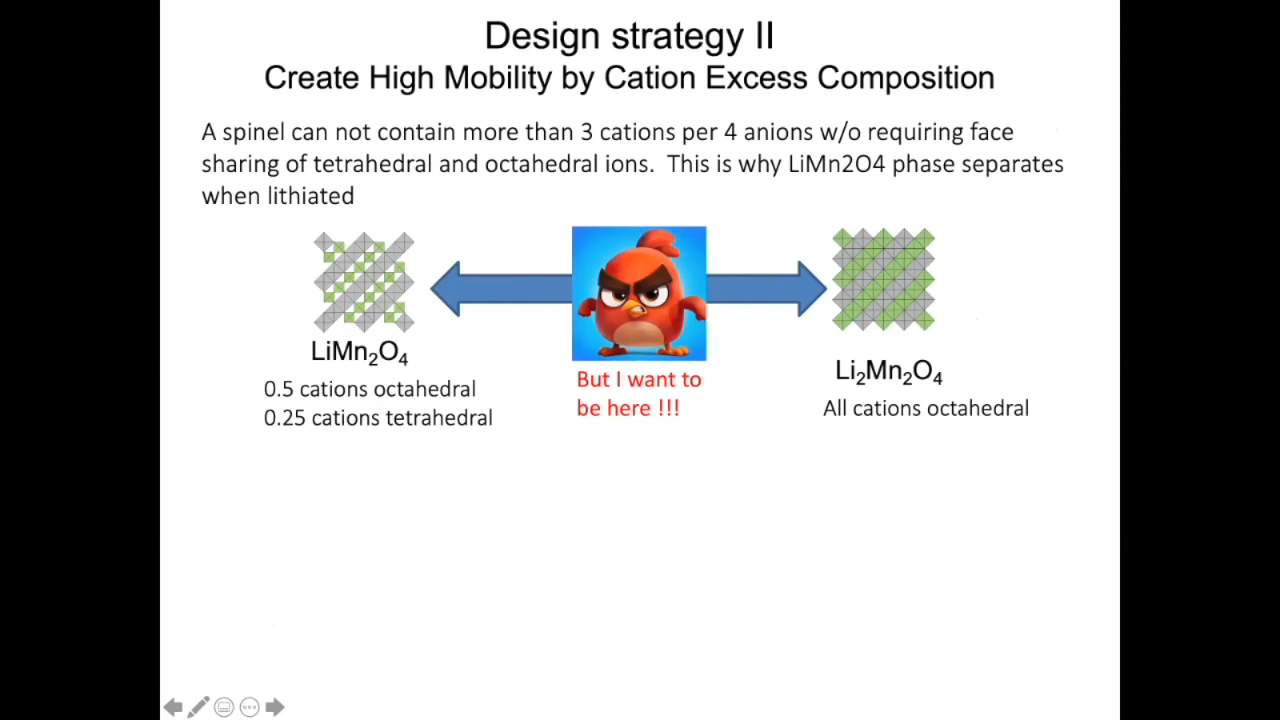 Design strategy II
Create High Mobility by Cation Excess Composition
A spinel can not contain more than 3 cations per 4 anions w/o requiring face
sharing of tetrahedral and octahedral ions.  This is why LiMn2O4 phase separates
when lithiated
LiMn₂O₄
0.5 cations octahedral
0.25 cations tetrahedral
But I want to
be here !!!
Li₂Mn₂O₄
All cations octahedral